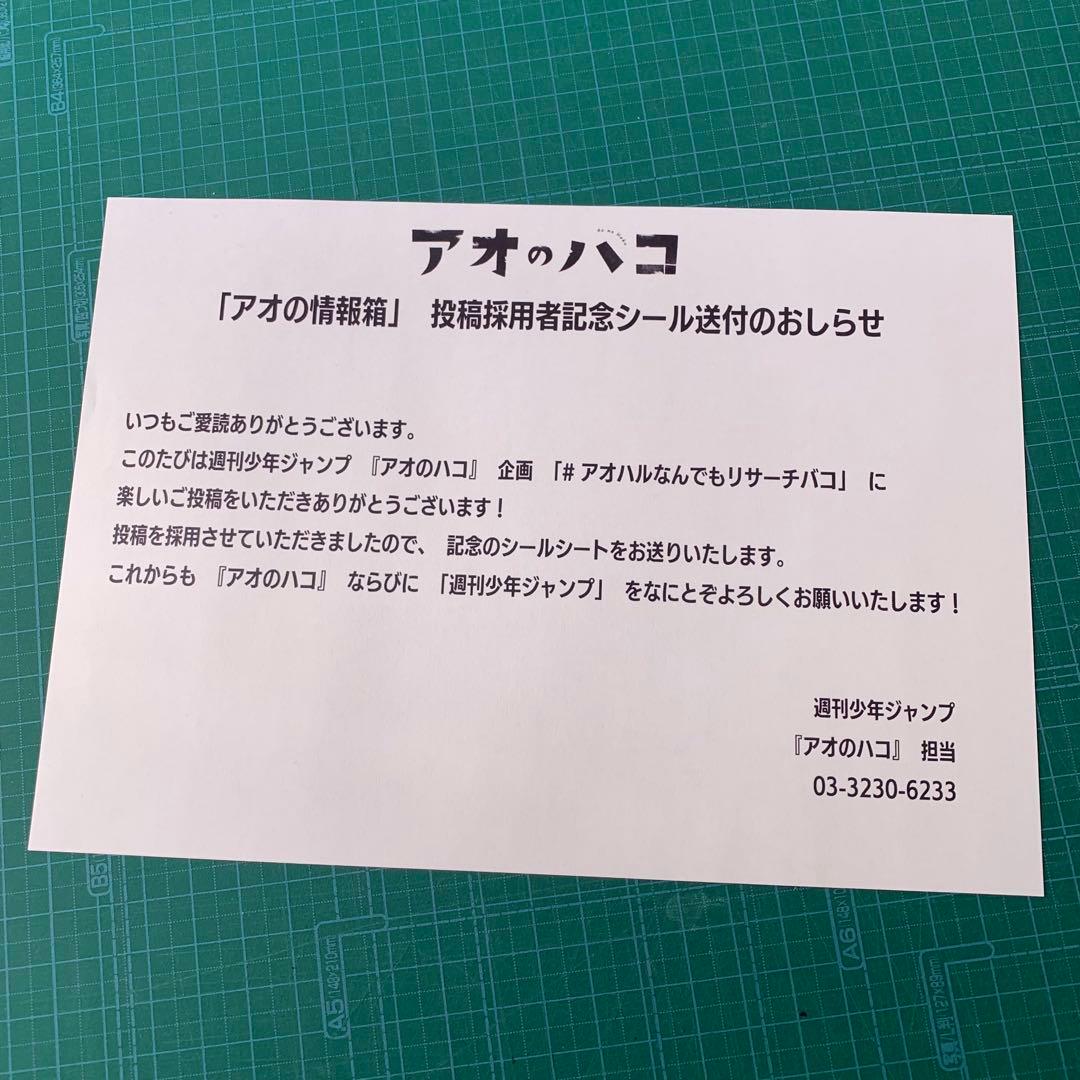 アオのハコ
「アオの情報箱」 投稿採用者記念シール送付のおしらせ
いつもご愛読ありがとうございます。
このたびは週刊少年ジャンプ 『アオのハコ』 企画 「# アオハルなんでもリサーチバコ」 に
楽しいご投稿をいただきありがとうございます！
投稿を採用させていただきましたので、 記念のシールシートをお送りいたします。
これからも 『アオのハコ』 ならびに 「週刊少年ジャンプ」 をなにとぞよろしくお願いいたします！
週刊少年ジャンプ
『アオのハコ』 担当
03-3230-6233
B4(364×257mm)
B5
A5(148×210mm)